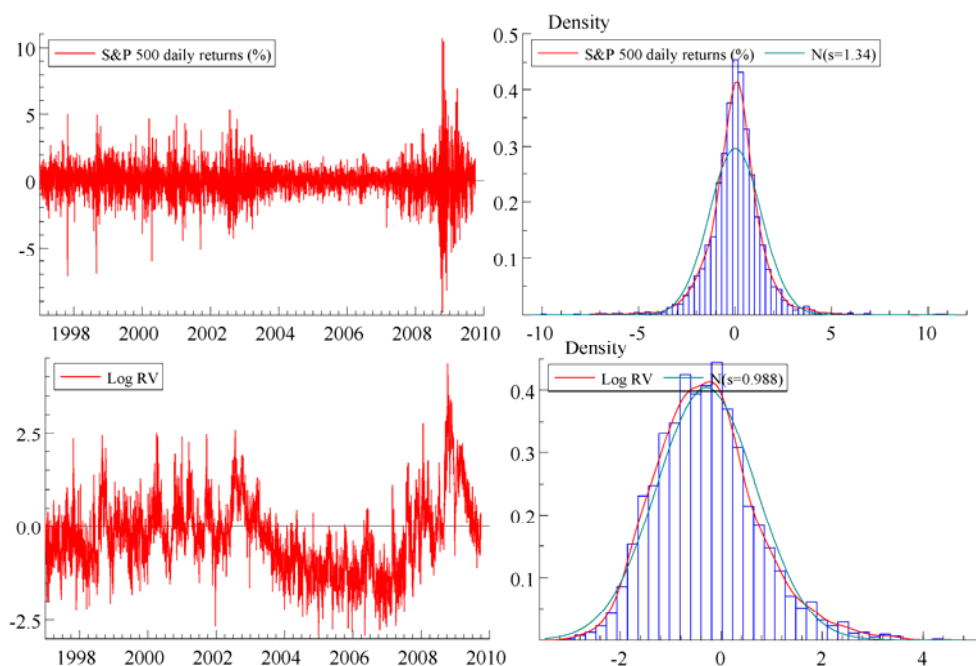 Density
S&P 500 daily returns (%)
10
5
0
-5
1998 2000 2002 2004 2006 2008 2010
S&P 500 daily returns (%) N(s=1.34)
0.5
0.4
0.3
0.2
0.1
-10 -5 0 5 10
Log RV
2.5
0.0
-2.5
1998 2000 2002 2004 2006 2008 2010
Density
Log RV N(s=0.988)
0.4
0.3
0.2
0.1
-2 0 2 4